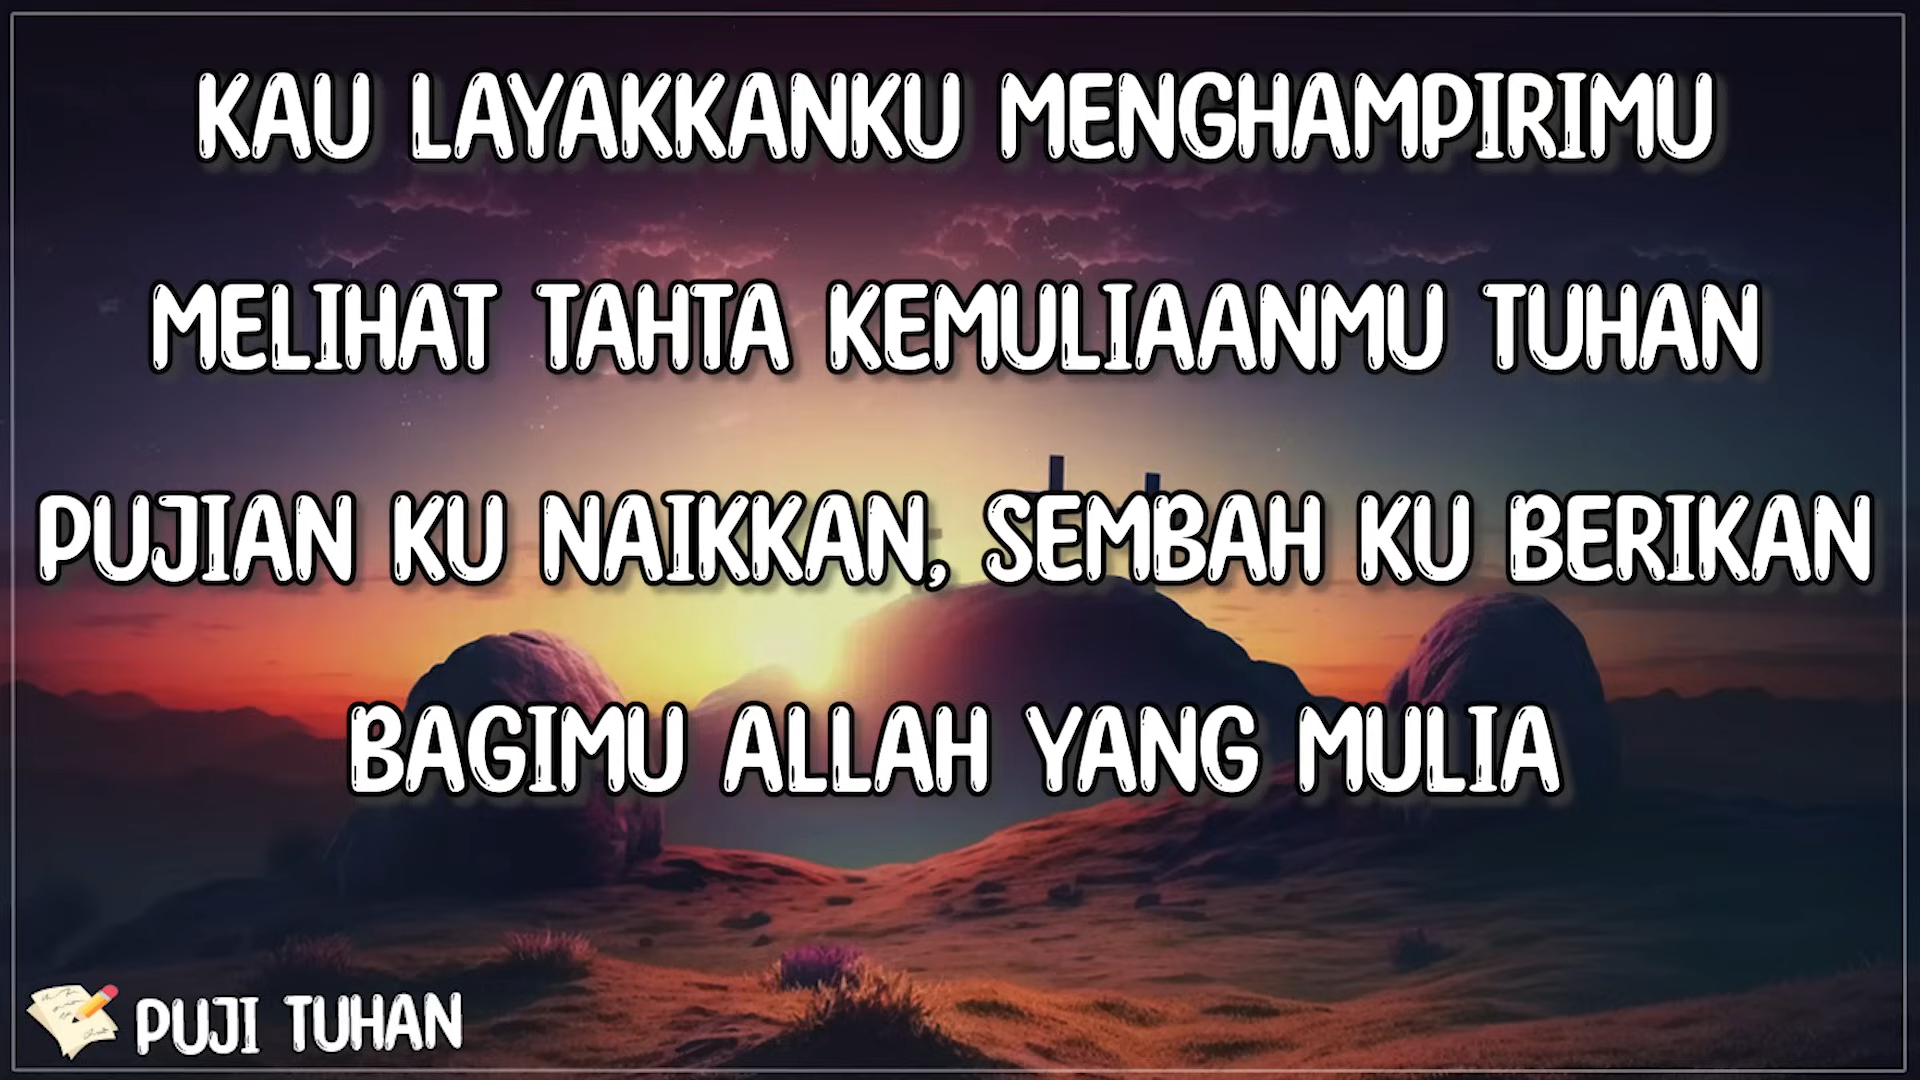 KAU LAYAKKANKU MENGHAMPIRIMU
MELIHAT TAHTA KEMULIAANMU TUHAN
PUJIAN KU NAIKKAN, SEMBAH KU BERIKAN
BAGIMU ALLAH YANG MULIA
PUJI TUHAN